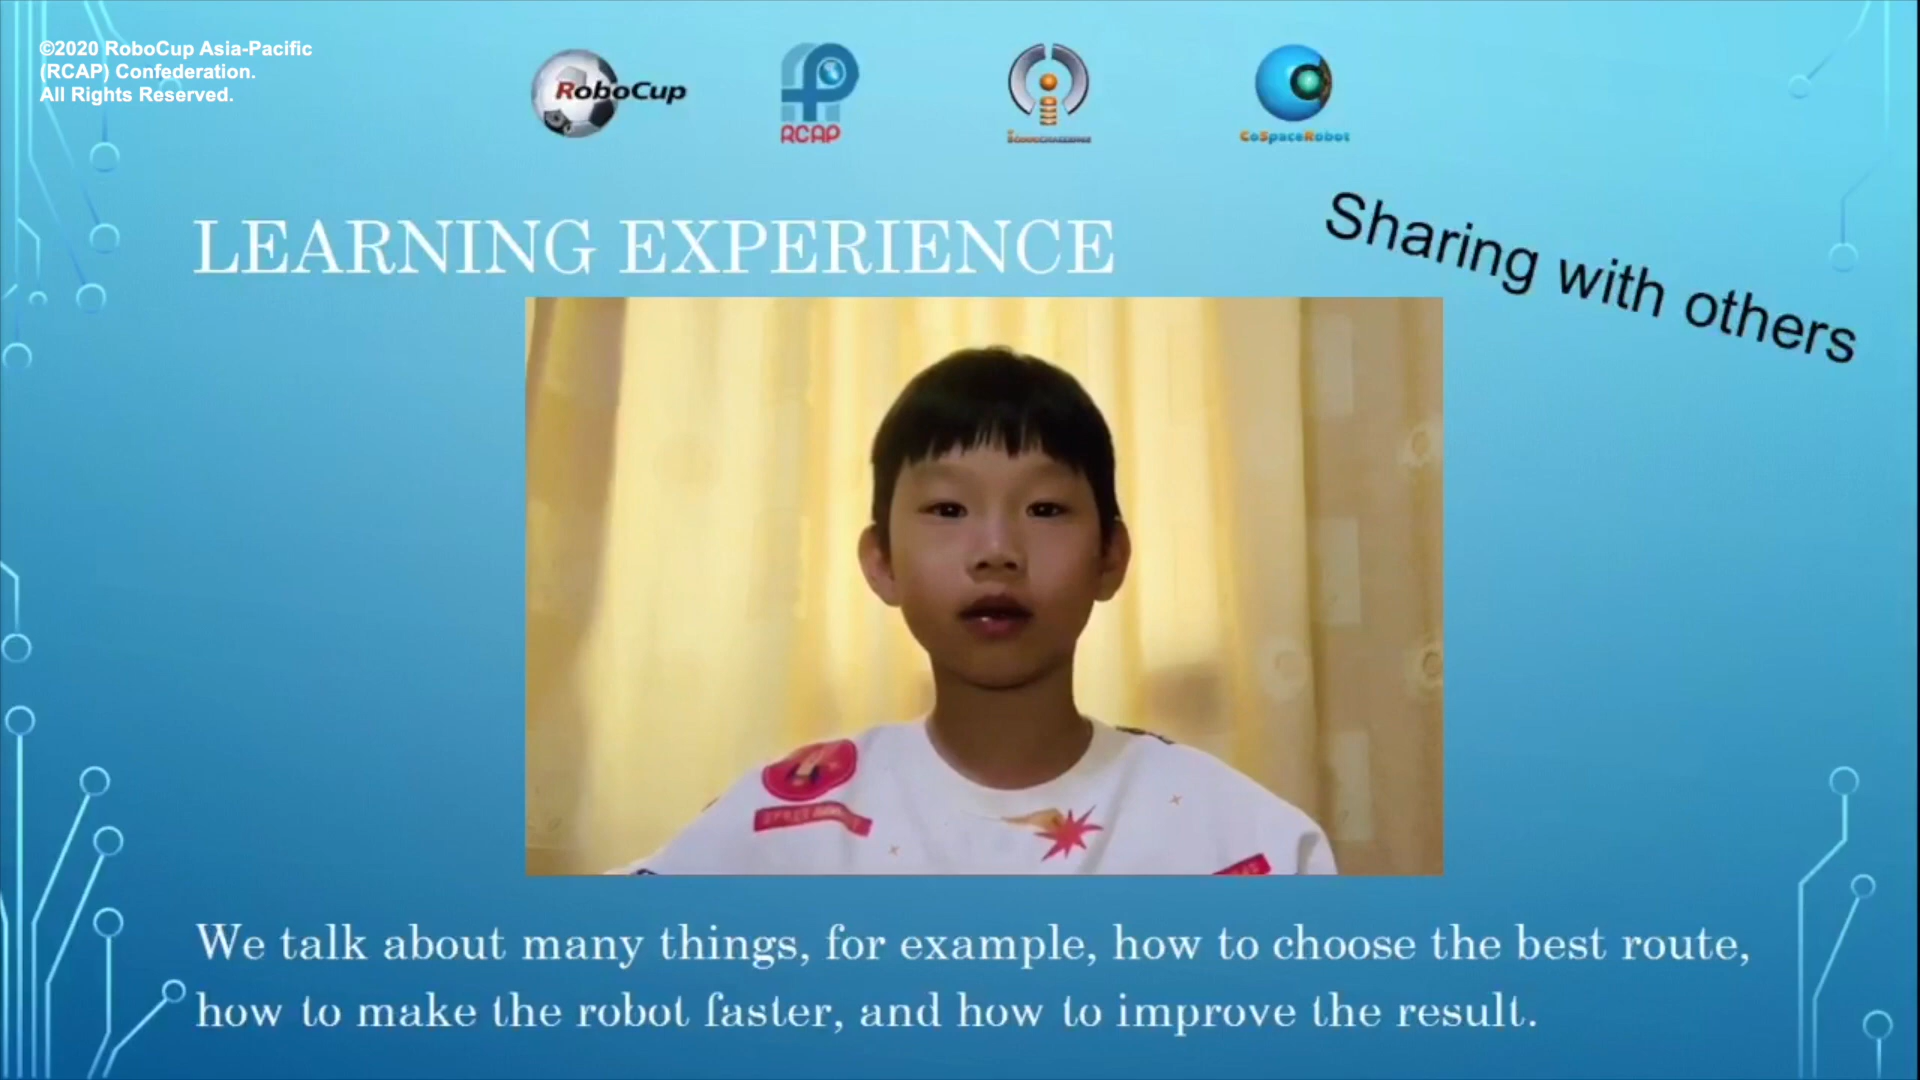 ©2020 RoboCup Asia-Pacific
(RCAP) Confederation.
All Rights Reserved.
RoboCup
RCAP
CoSpaceRobot
LEARNING EXPERIENCE
Sharing with others
We talk about many things, for example, how to choose the best route,
how to make the robot faster, and how to improve the result.